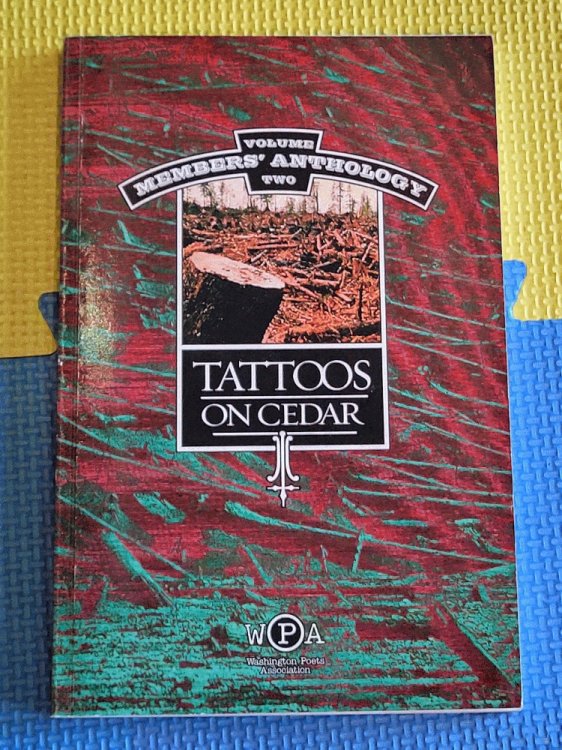 VOLUME
MEMBERS' ANTHOLOGY
TWO
TATTOOS
ON CEDAR
WPA
Washington Poets
Association